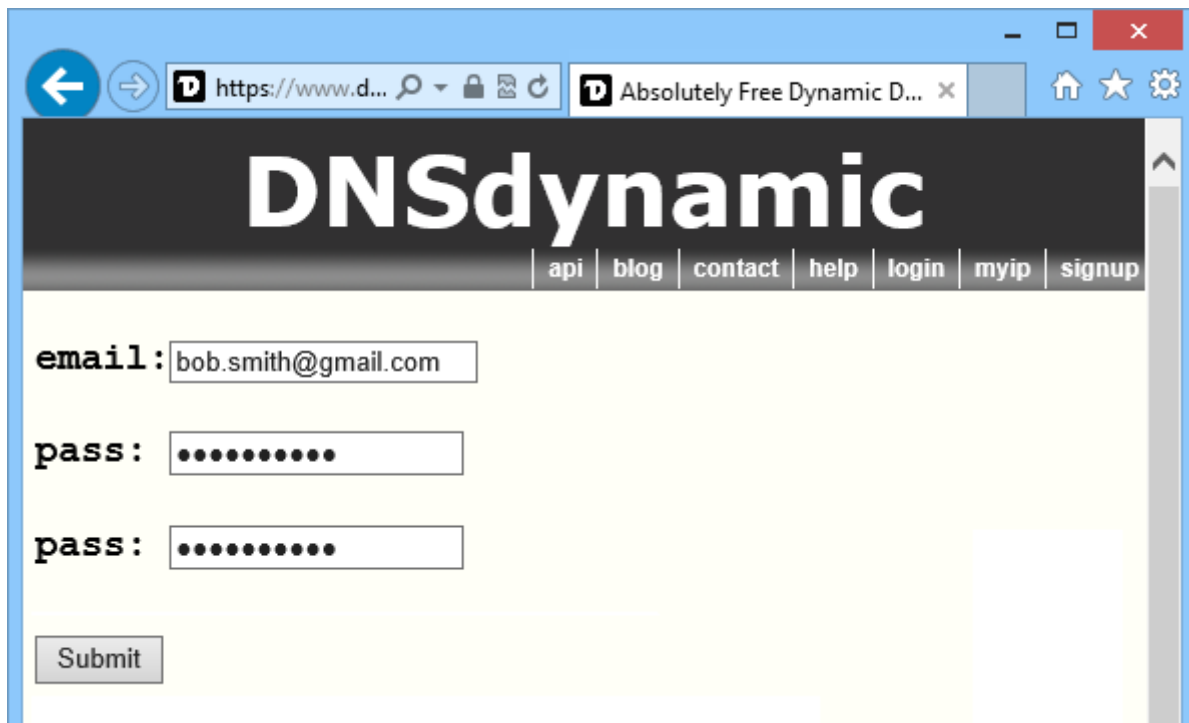 https://www.d... Absolutely Free Dynamic D...
DNSdynamic
api blog contact help login myip signup
email: bob.smith@gmail.com
pass: ••••••••••
pass: ••••••••••
Submit